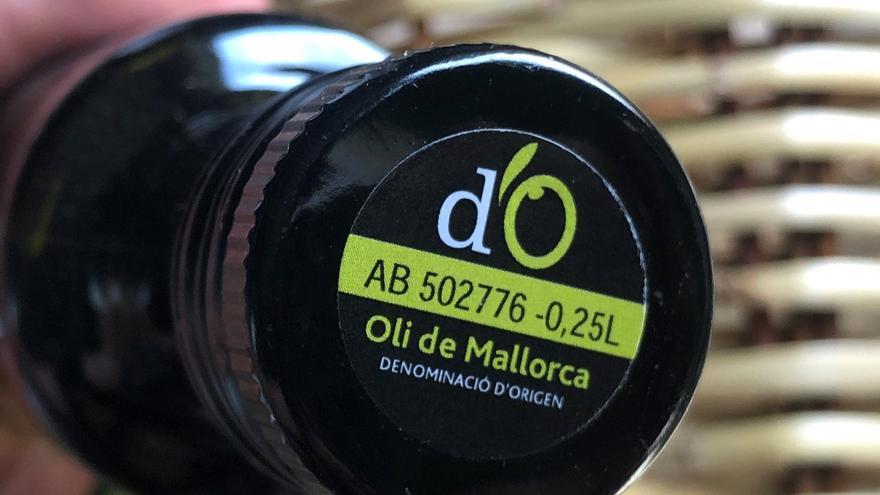 d'O
AB 502776 -0,25L
Oli de Mallorca
DENOMINACIÓ D'ORIGEN